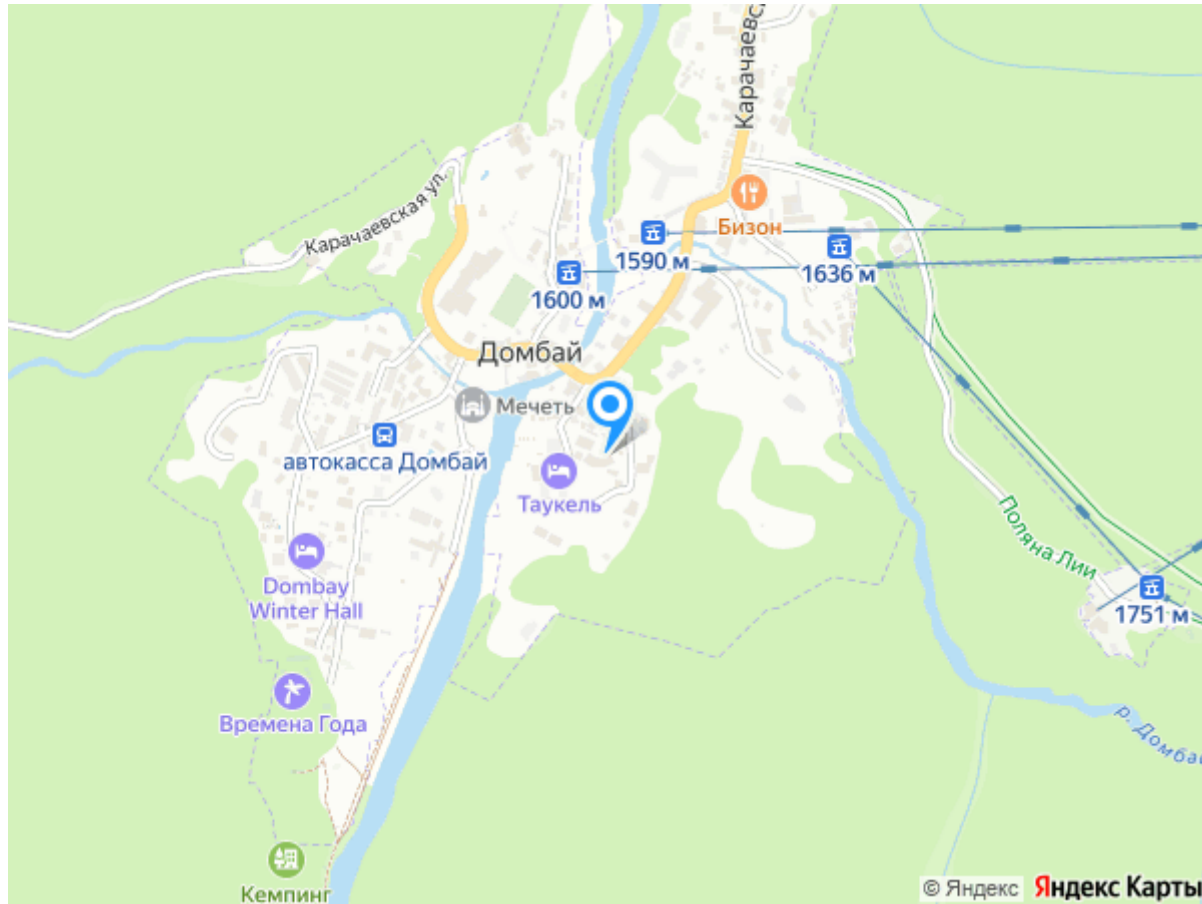 Карачаевс
Карачаевская ул.
Бизон
1590 м
1636 м
1600 м
Домбай
Мечеть
автокасса Домбай
Таукель
Поляна Лии
Dombay
Winter Hall
1751 м
Времена Года
р. Домбай
Кемпинг
© Яндекс Яндекс Карты